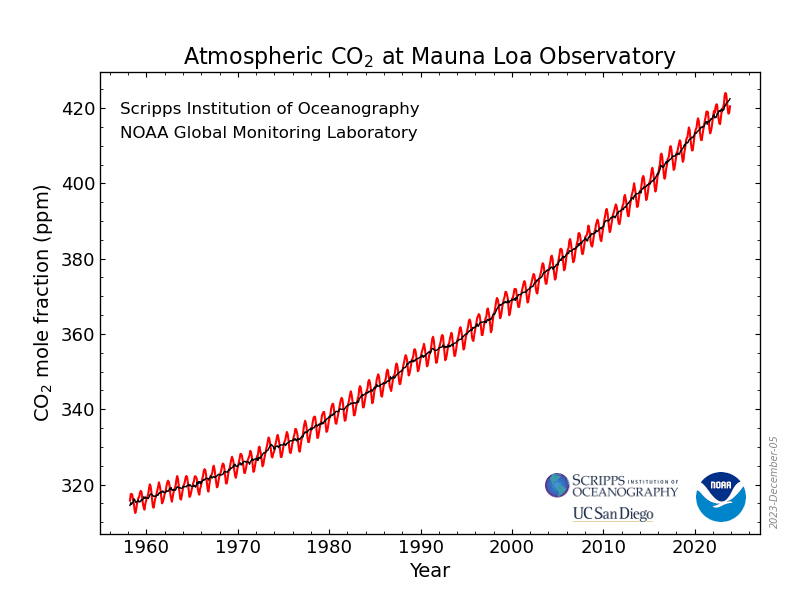 Atmospheric CO₂ at Mauna Loa Observatory
Scripps Institution of Oceanography
NOAA Global Monitoring Laboratory
CO₂ mole fraction (ppm)
420
400
380
360
340
320
1960 1970 1980 1990 2000 2010 2020
Year
SCRIPPS INSTITUTION OF
OCEANOGRAPHY
UC San Diego
NOAA
2023-December-05